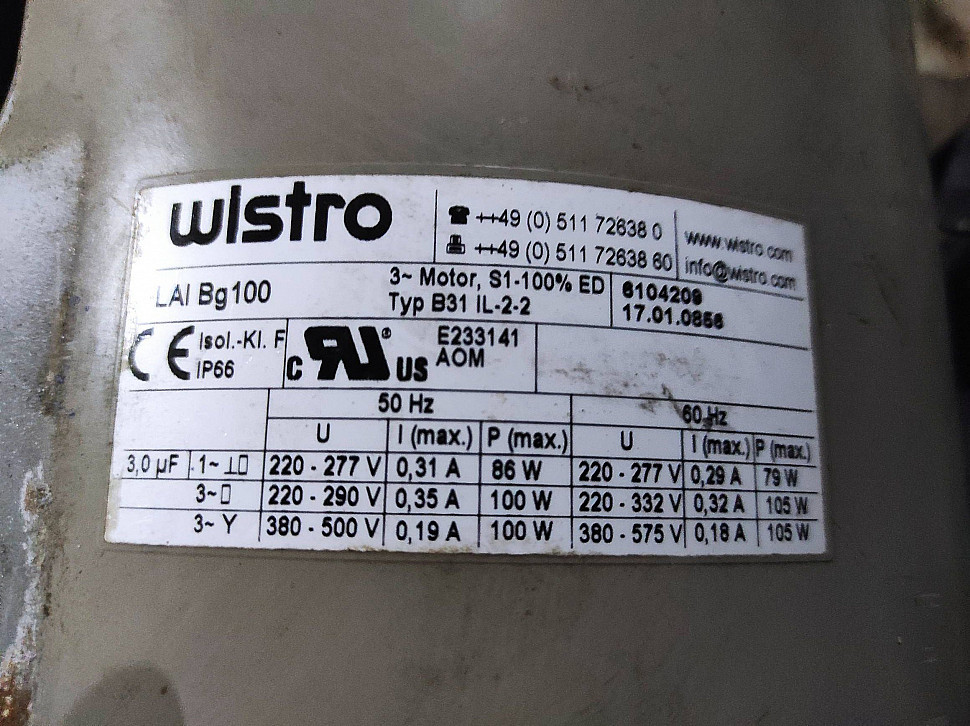 wistro
++49 (0) 511 72638 0
++49 (0) 511 72638 60
www.wistro.com
info@wistro.com
LAI Bg100
3~ Motor, S1-100% ED
Typ B31 IL-2-2
6104209
17.01.0856
CE Isol.-Kl. F
IP66
C RU® US
E233141
AOM
50 Hz 60 Hz
U I (max.) P (max.) U I (max.) P (max.)
3,0 µF 1~ ⊥▯ 220 - 277 V 0,31 A 86 W 220 - 277 V 0,29 A 79 W
3~ ▯ 220 - 290 V 0,35 A 100 W 220 - 332 V 0,32 A 105 W
3~ Y 380 - 500 V 0,19 A 100 W 380 - 575 V 0,18 A 105 W